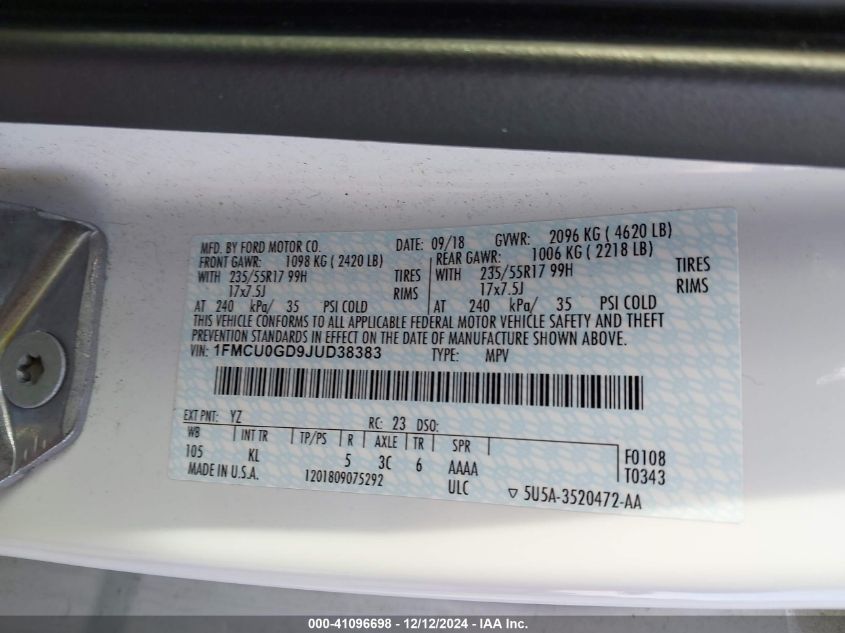 MFD. BY FORD MOTOR CO. DATE: 09/18 GVWR: 2096 KG ( 4620 LB)
FRONT GAWR: 1098 KG ( 2420 LB) REAR GAWR: 1006 KG ( 2218 LB)
WITH 235/55R17 99H TIRES WITH 235/55R17 99H TIRES
17x7.5J RIMS 17x7.5J RIMS
AT 240 kPa/ 35 PSI COLD AT 240 kPa/ 35 PSI COLD
THIS VEHICLE CONFORMS TO ALL APPLICABLE FEDERAL MOTOR VEHICLE SAFETY AND THEFT
PREVENTION STANDARDS IN EFFECT ON THE DATE OF MANUFACTURE SHOWN ABOVE.
VIN: 1FMCU0GD9JUD38383 TYPE: MPV
EXT PNT: YZ RC: 23 DSO:
WB INT TR TP/PS R AXLE TR SPR
105 KL 5 3C 6 AAAA F0108
MADE IN U.S.A. 1201809075292 ULC T0343
▽ 5U5A-3520472-AA
000-41096698 - 12/12/2024 - IAA Inc.